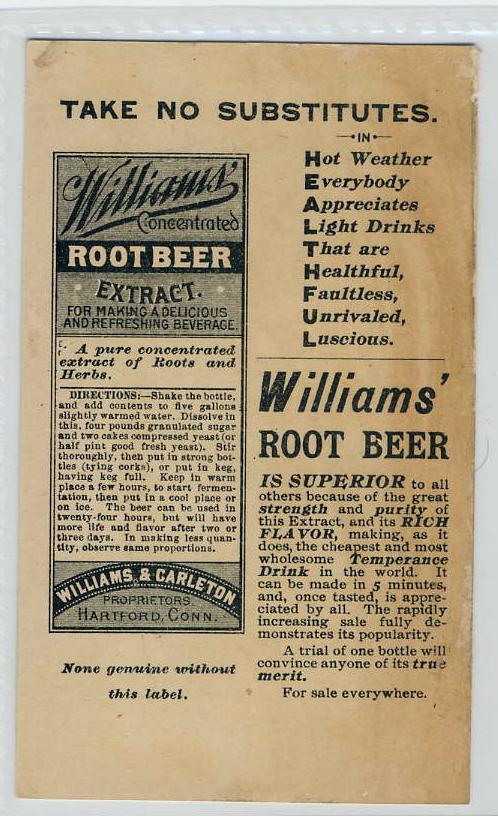 TAKE NO SUBSTITUTES.
Williams'
Concentrated
ROOT BEER
EXTRACT.
FOR MAKING A DELICIOUS
AND REFRESHING BEVERAGE.
A pure concentrated
extract of Roots and
Herbs.
DIRECTIONS:—Shake the bottle,
and add contents to five gallons
slightly warmed water. Dissolve in
this, four pounds granulated sugar
and two cakes compressed yeast (or
half pint good fresh yeast). Stir
thoroughly, then put in strong bot-
tles (tying corks), or put in keg,
having keg full. Keep in warm
place a few hours, to start fermen-
tation, then put in a cool place or
on ice. The beer can be used in
twenty-four hours, but will have
more life and flavor after two or
three days. In making less quan-
tity, observe same proportions.
WILLIAMS & CARLETON
PROPRIETORS
HARTFORD, CONN.
None genuine without
this label.
IN
Hot Weather
Everybody
Appreciates
Light Drinks
That are
Healthful,
Faultless,
Unrivaled,
Luscious.
Williams'
ROOT BEER
IS SUPERIOR to all
others because of the great
strength and purity of
this Extract, and its RICH
FLAVOR, making, as it
does, the cheapest and most
wholesome Temperance
Drink in the world. It
can be made in 5 minutes,
and, once tasted, is appre-
ciated by all. The rapidly
increasing sale fully de-
monstrates its popularity.
A trial of one bottle will
convince anyone of its true
merit.
For sale everywhere.